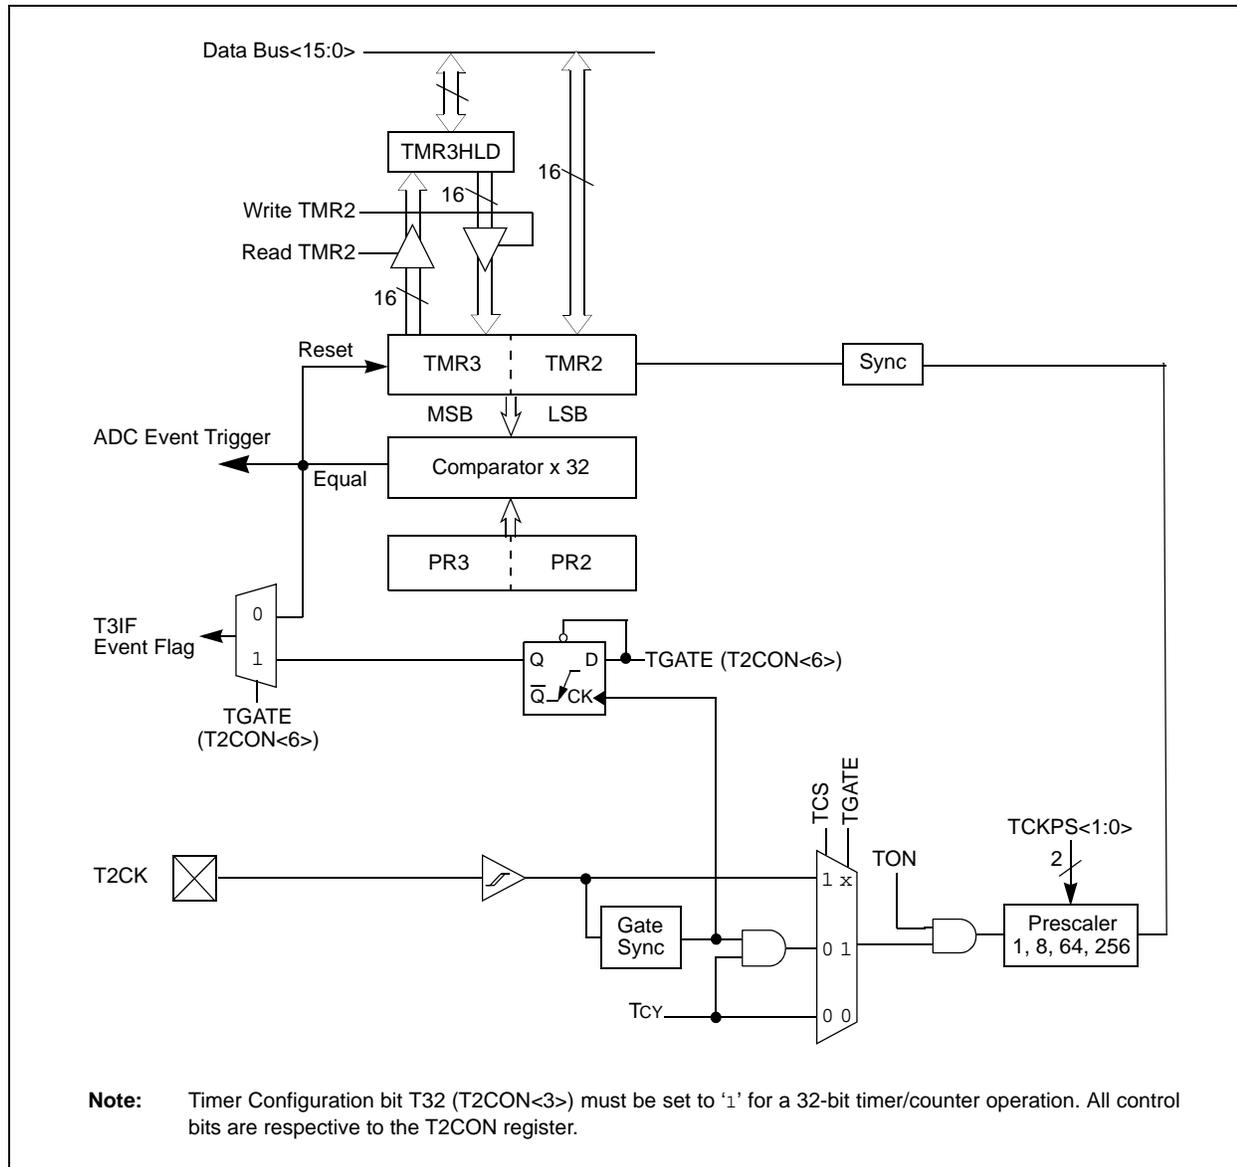 Data Bus<15:0>
TMR3HLD
16
16
Write TMR2
Read TMR2
16
Reset
TMR3
TMR2
Sync
MSB
LSB
ADC Event Trigger
Equal
Comparator x 32
PR3
PR2
0
T3IF
Event Flag
1
Q
D
TGATE (T2CON<6>)
Q
CK
TGATE
(T2CON<6>)
TCS
TGATE
TCKPS<1:0>
2
T2CK
TON
1 x
Gate
Sync
0 1
Prescaler
1, 8, 64, 256
TCY
0 0
Note: Timer Configuration bit T32 (T2CON<3>) must be set to ‘1’ for a 32-bit timer/counter operation. All control
bits are respective to the T2CON register.